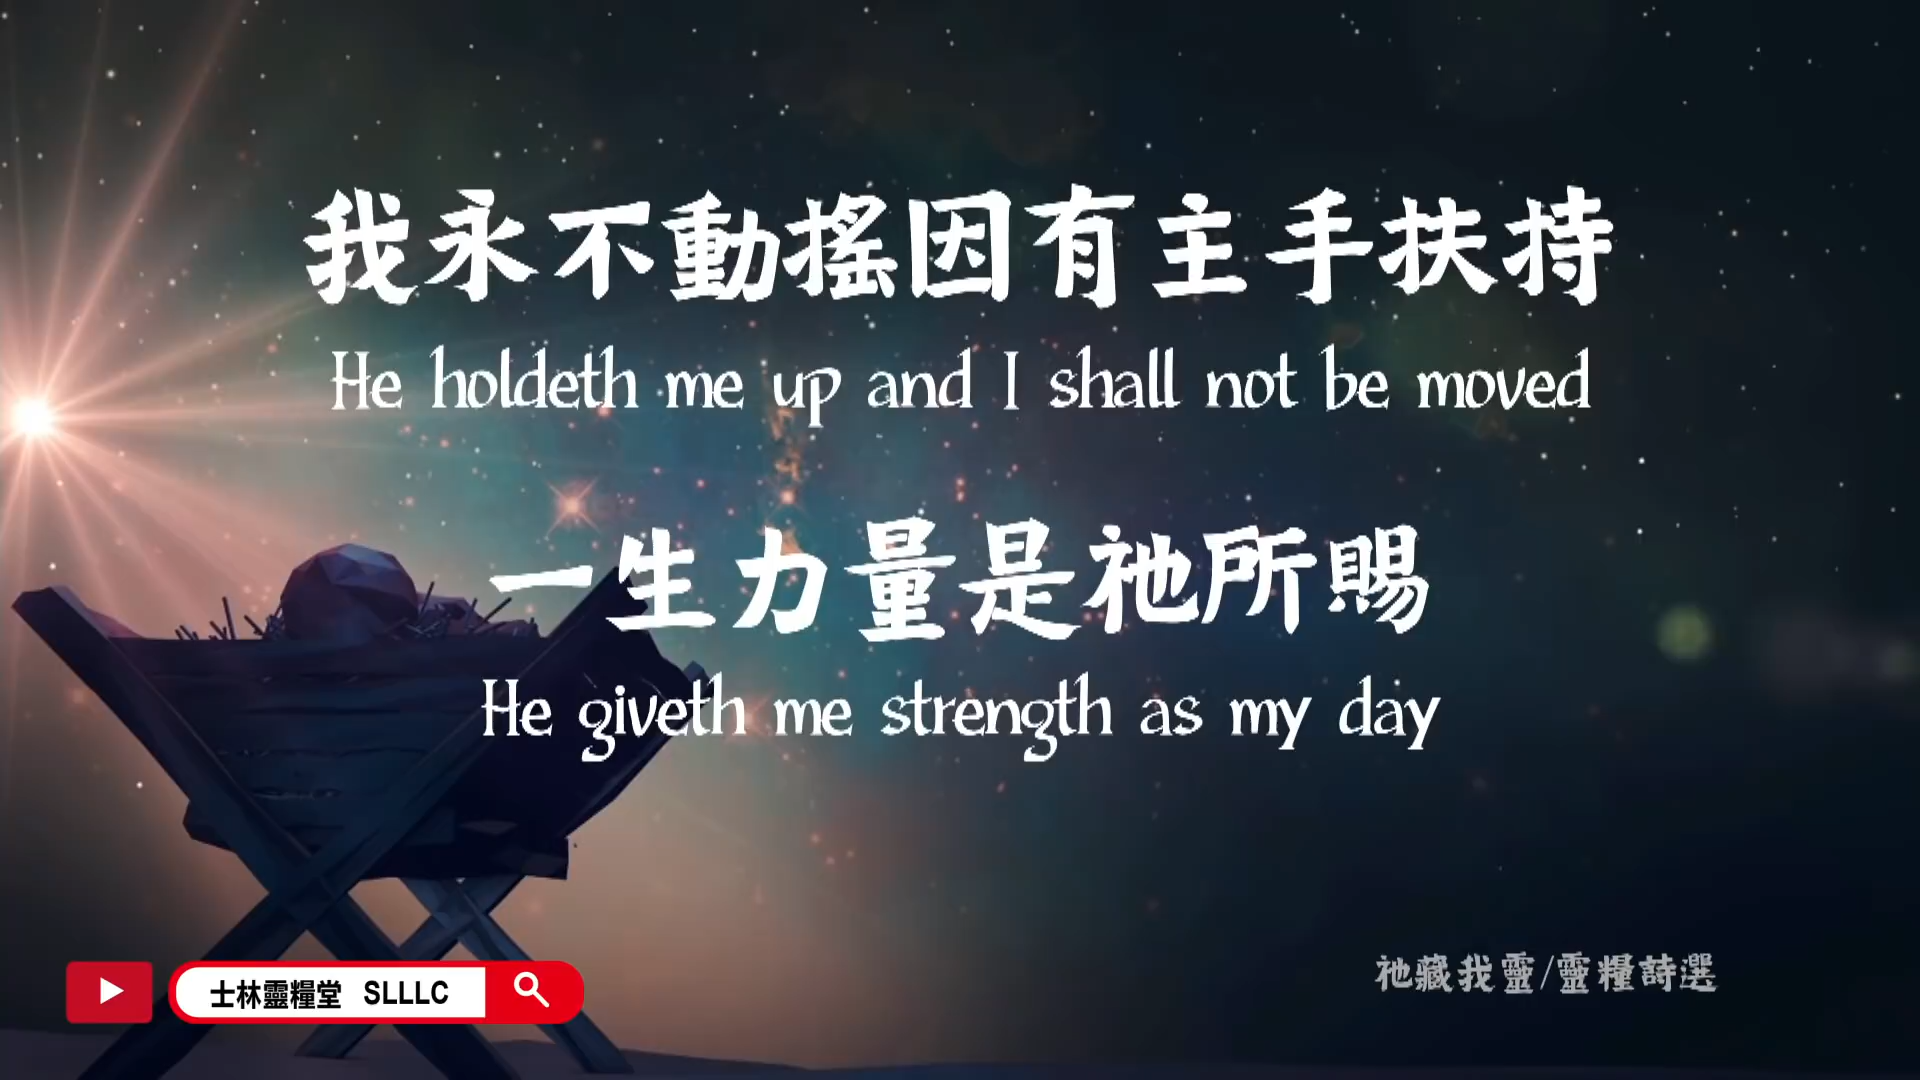 我永不動搖因有主手扶持
He holdeth me up and I shall not be moved
一生力量是祂所賜
He giveth me strength as my day
祂藏我靈/靈糧詩選
士林靈糧堂 SLLLC